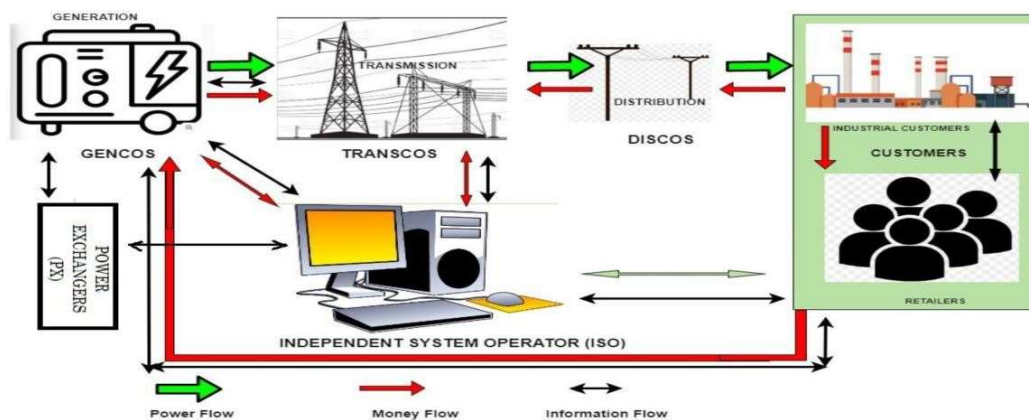 GENERATION
TRANSMISSION
DISTRIBUTION
INDUSTRIAL CUSTOMERS
GENCOS
TRANSCOS
DISCOS
CUSTOMERS
POWER
EXCHANGERS
(PX)
RETAILERS
INDEPENDENT SYSTEM OPERATOR (ISO)
Power Flow
Money Flow
Information Flow